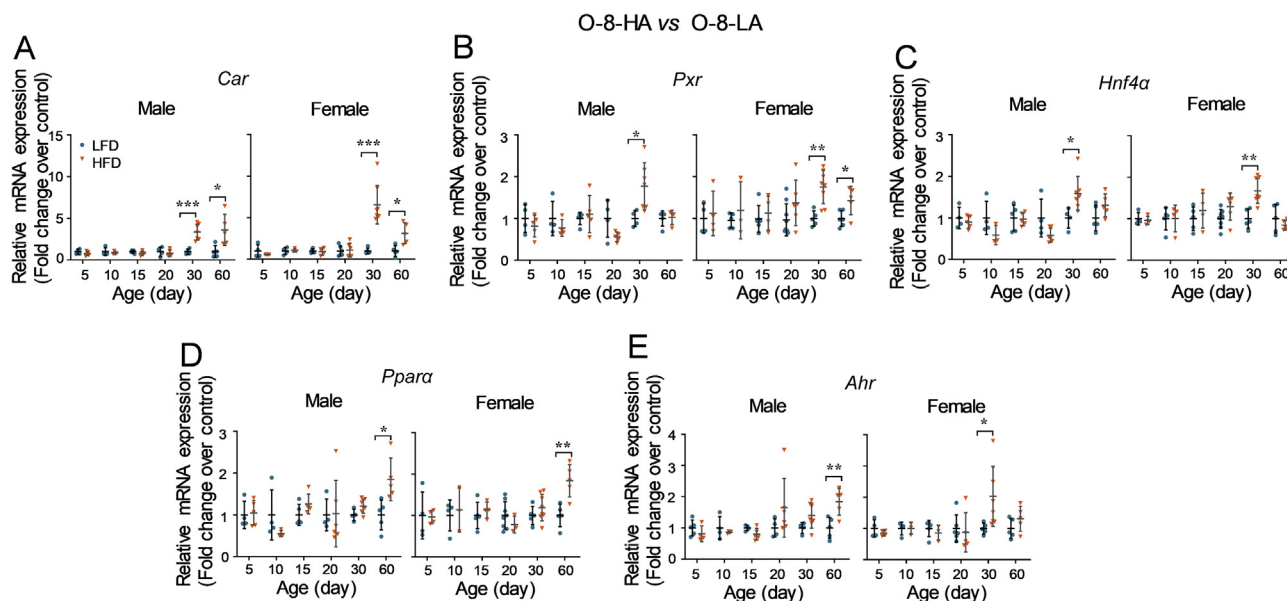 O-8-HA vs O-8-LA
A
Car
Male
Female
Relative mRNA expression
(Fold change over control)
15
10
5
0
LFD
HFD
***
*
***
*
5 10 15 20 30 60
5 10 15 20 30 60
Age (day)
Age (day)
B
Pxr
Male
Female
Relative mRNA expression
(Fold change over control)
3
2
1
0
*
**
*
5 10 15 20 30 60
5 10 15 20 30 60
Age (day)
Age (day)
C
Hnf4α
Male
Female
Relative mRNA expression
(Fold change over control)
3
2
1
0
*
**
5 10 15 20 30 60
5 10 15 20 30 60
Age (day)
Age (day)
D
Pparα
Male
Female
Relative mRNA expression
(Fold change over control)
3
2
1
0
*
**
5 10 15 20 30 60
5 10 15 20 30 60
Age (day)
Age (day)
E
Ahr
Male
Female
Relative mRNA expression
(Fold change over control)
4
3
2
1
0
**
*
5 10 15 20 30 60
5 10 15 20 30 60
Age (day)
Age (day)